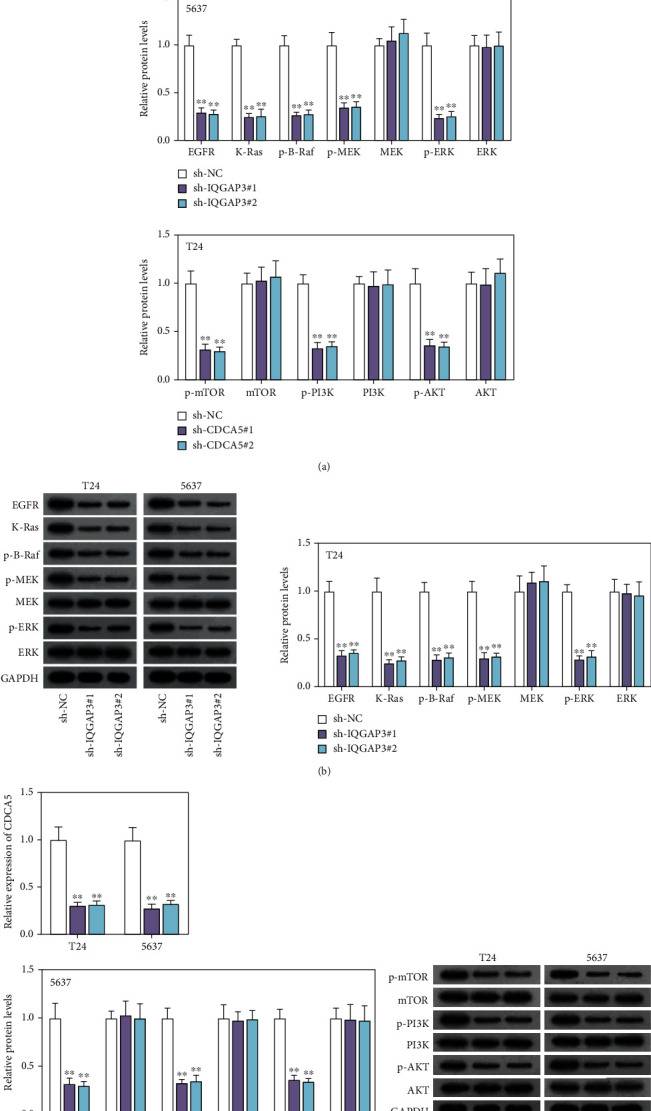 5637
Relative protein levels
1.0
0.5
0.0
** ** ** ** ** ** ** ** ** **
EGFR K-Ras p-B-Raf p-MEK MEK p-ERK ERK
sh-NC
sh-IQGAP3#1
sh-IQGAP3#2
T24
Relative protein levels
1.5
1.0
0.5
0.0
** ** ** ** ** **
p-mTOR mTOR p-PI3K PI3K p-AKT AKT
sh-NC
sh-CDCA5#1
sh-CDCA5#2
(a)
T24 5637
EGFR
K-Ras
p-B-Raf
p-MEK
MEK
p-ERK
ERK
GAPDH
sh-NC
sh-IQGAP3#1
sh-IQGAP3#2
sh-NC
sh-IQGAP3#1
sh-IQGAP3#2
T24
Relative protein levels
1.5
1.0
0.5
0.0
** ** ** ** ** ** ** ** ** **
EGFR K-Ras p-B-Raf p-MEK MEK p-ERK ERK
sh-NC
sh-IQGAP3#1
sh-IQGAP3#2
(b)
Relative expression of CDCA5
1.5
1.0
0.5
0.0
** ** ** **
T24 5637
5637
Relative protein levels
1.5
1.0
0.5
** ** ** ** ** **
T24 5637
p-mTOR
mTOR
p-PI3K
PI3K
p-AKT
AKT